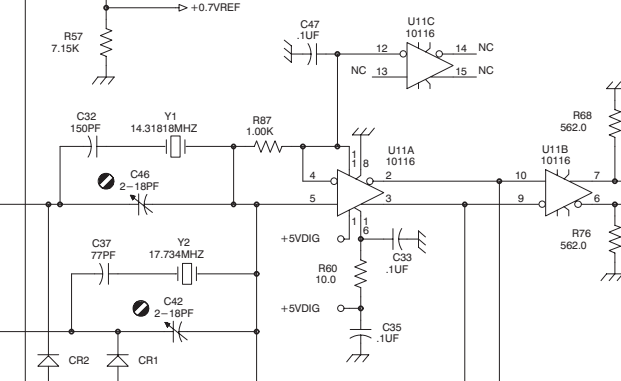 +0.7VREF
R57
7.15K
C47
.1UF
U11C
10116
12
14
NC
NC
13
15
NC
C32
150PF
Y1
14.31818MHZ
R87
1.00K
R68
562.0
U11A
10116
U11B
10116
1
1
8
4
2
10
7
C46
2–18PF
5
3
9
6
1
1
6
+5VDIG
C33
.1UF
R76
562.0
C37
77PF
Y2
17.734MHZ
R60
10.0
C42
2–18PF
+5VDIG
C35
.1UF
CR2
CR1